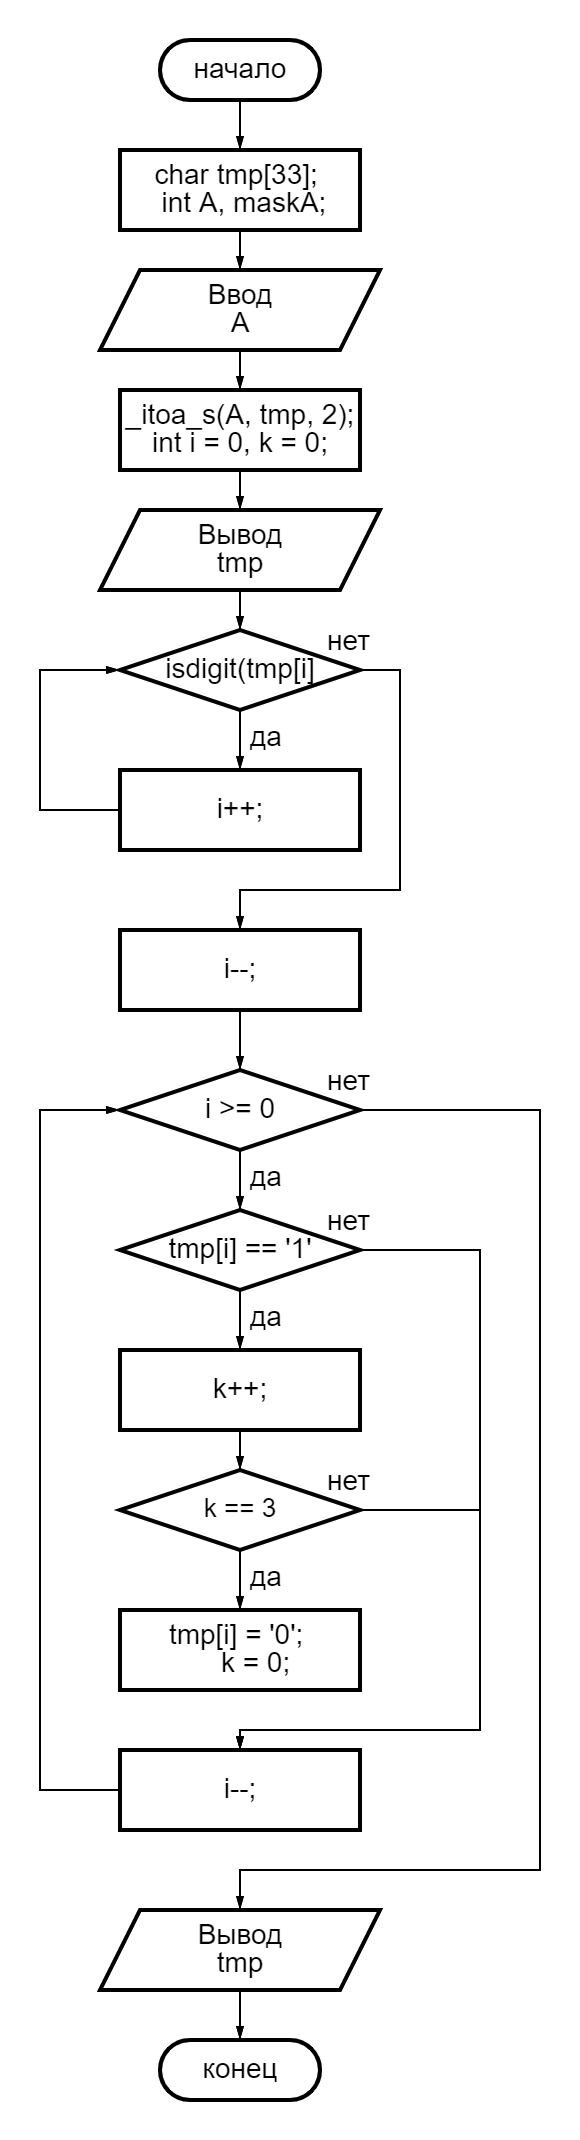 начало
char tmp[33];
int A, maskA;
Ввод
A
_itoa_s(A, tmp, 2);
int i = 0, k = 0;
Вывод
tmp
нет
isdigit(tmp[i]
да
i++;
i--;
нет
i >= 0
да
нет
tmp[i] == '1'
да
k++;
нет
k == 3
да
tmp[i] = '0';
k = 0;
i--;
Вывод
tmp
конец